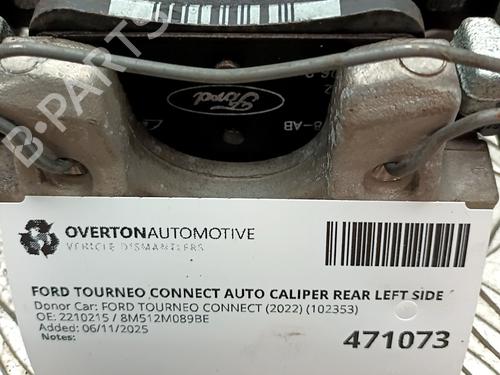 B-PARTS
Ford
8-AB
OVERTONAUTOMOTIVE
VEHICLE DISMANTLERS
FORD TOURNEO CONNECT AUTO CALIPER REAR LEFT SIDE
Donor Car: FORD TOURNEO CONNECT (2022) (102353)
OE: 2210215 / 8M512M089BE
Added: 06/11/2025
Notes:
471073